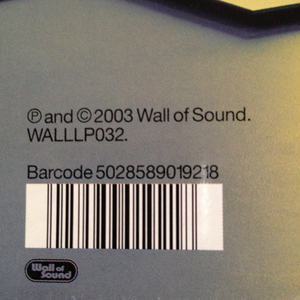 ℗ and © 2003 Wall of Sound.
WALLLP032.
Barcode 5028589019218
Wall of
Sound